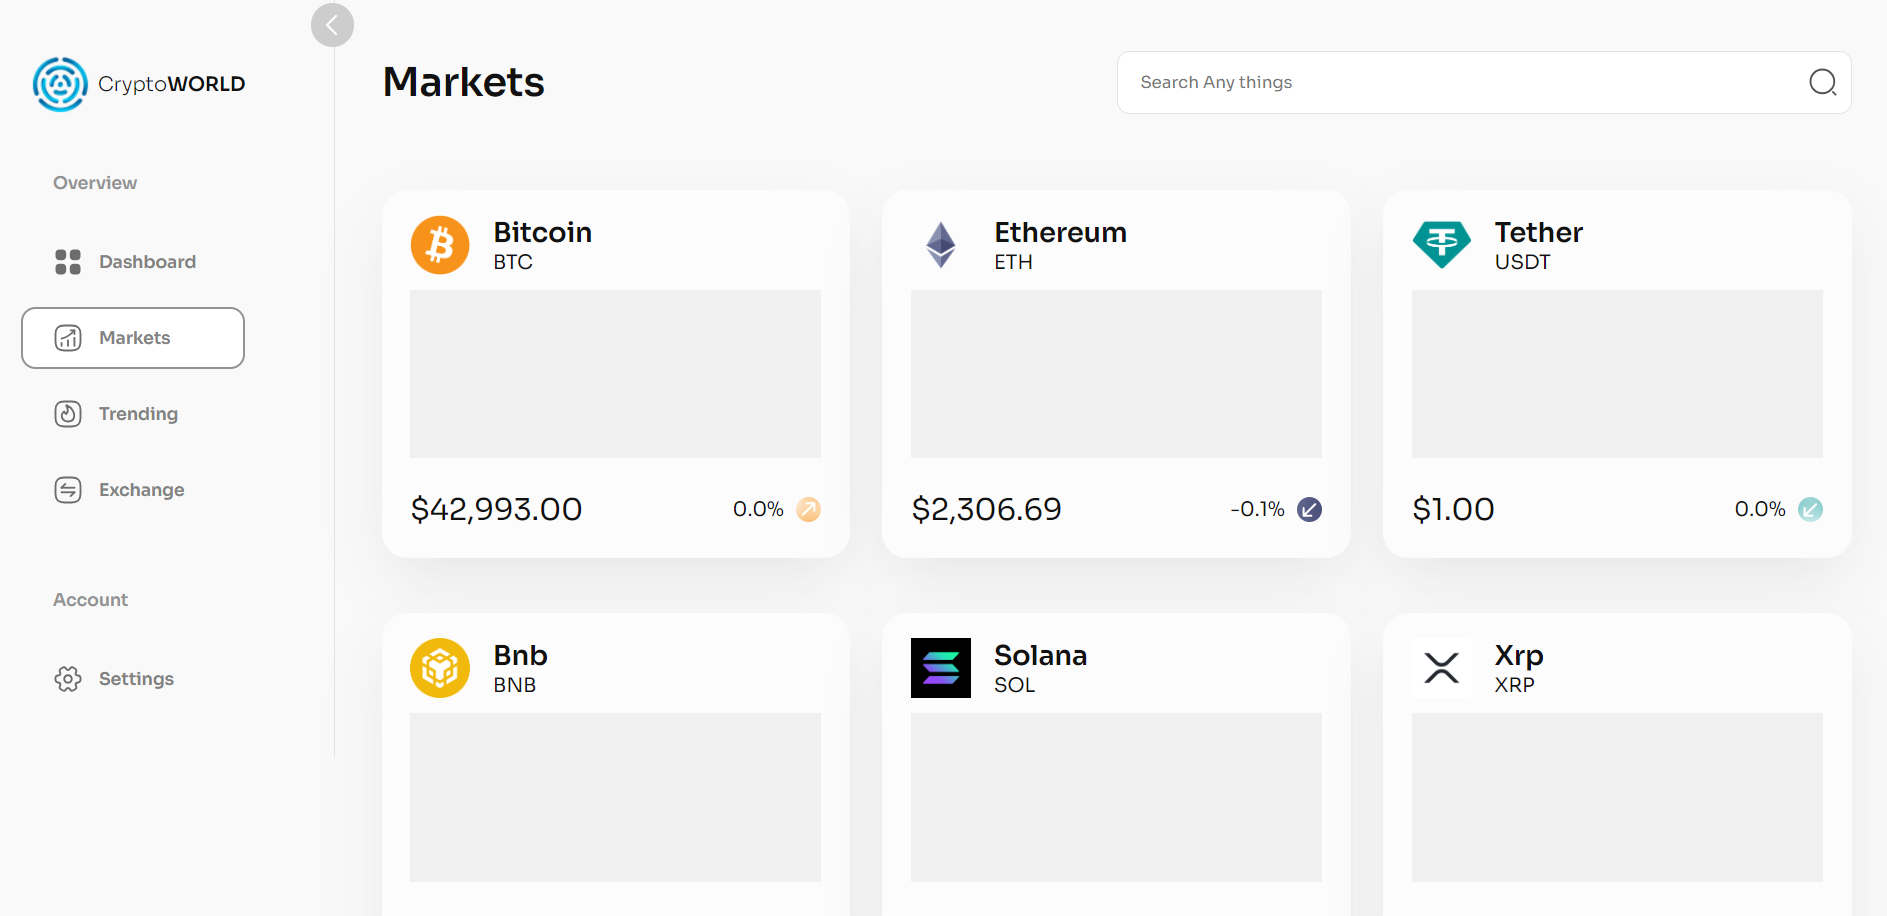 CryptoWORLD
Overview
Dashboard
Markets
Trending
Exchange
Account
Settings
Markets
Search Any things
Bitcoin
BTC
$42,993.00
0.0%
Ethereum
ETH
$2,306.69
-0.1%
Tether
USDT
$1.00
0.0%
Bnb
BNB
Solana
SOL
Xrp
XRP